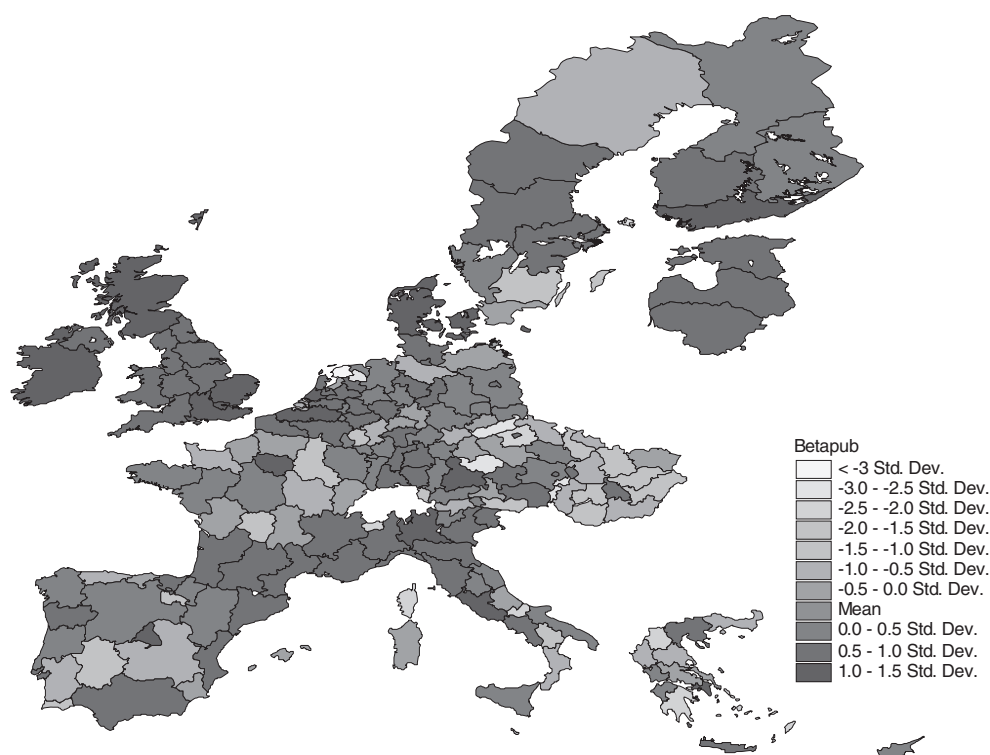 Betapub
< -3 Std. Dev.
-3.0 - -2.5 Std. Dev.
-2.5 - -2.0 Std. Dev.
-2.0 - -1.5 Std. Dev.
-1.5 - -1.0 Std. Dev.
-1.0 - -0.5 Std. Dev.
-0.5 - 0.0 Std. Dev.
Mean
0.0 - 0.5 Std. Dev.
0.5 - 1.0 Std. Dev.
1.0 - 1.5 Std. Dev.